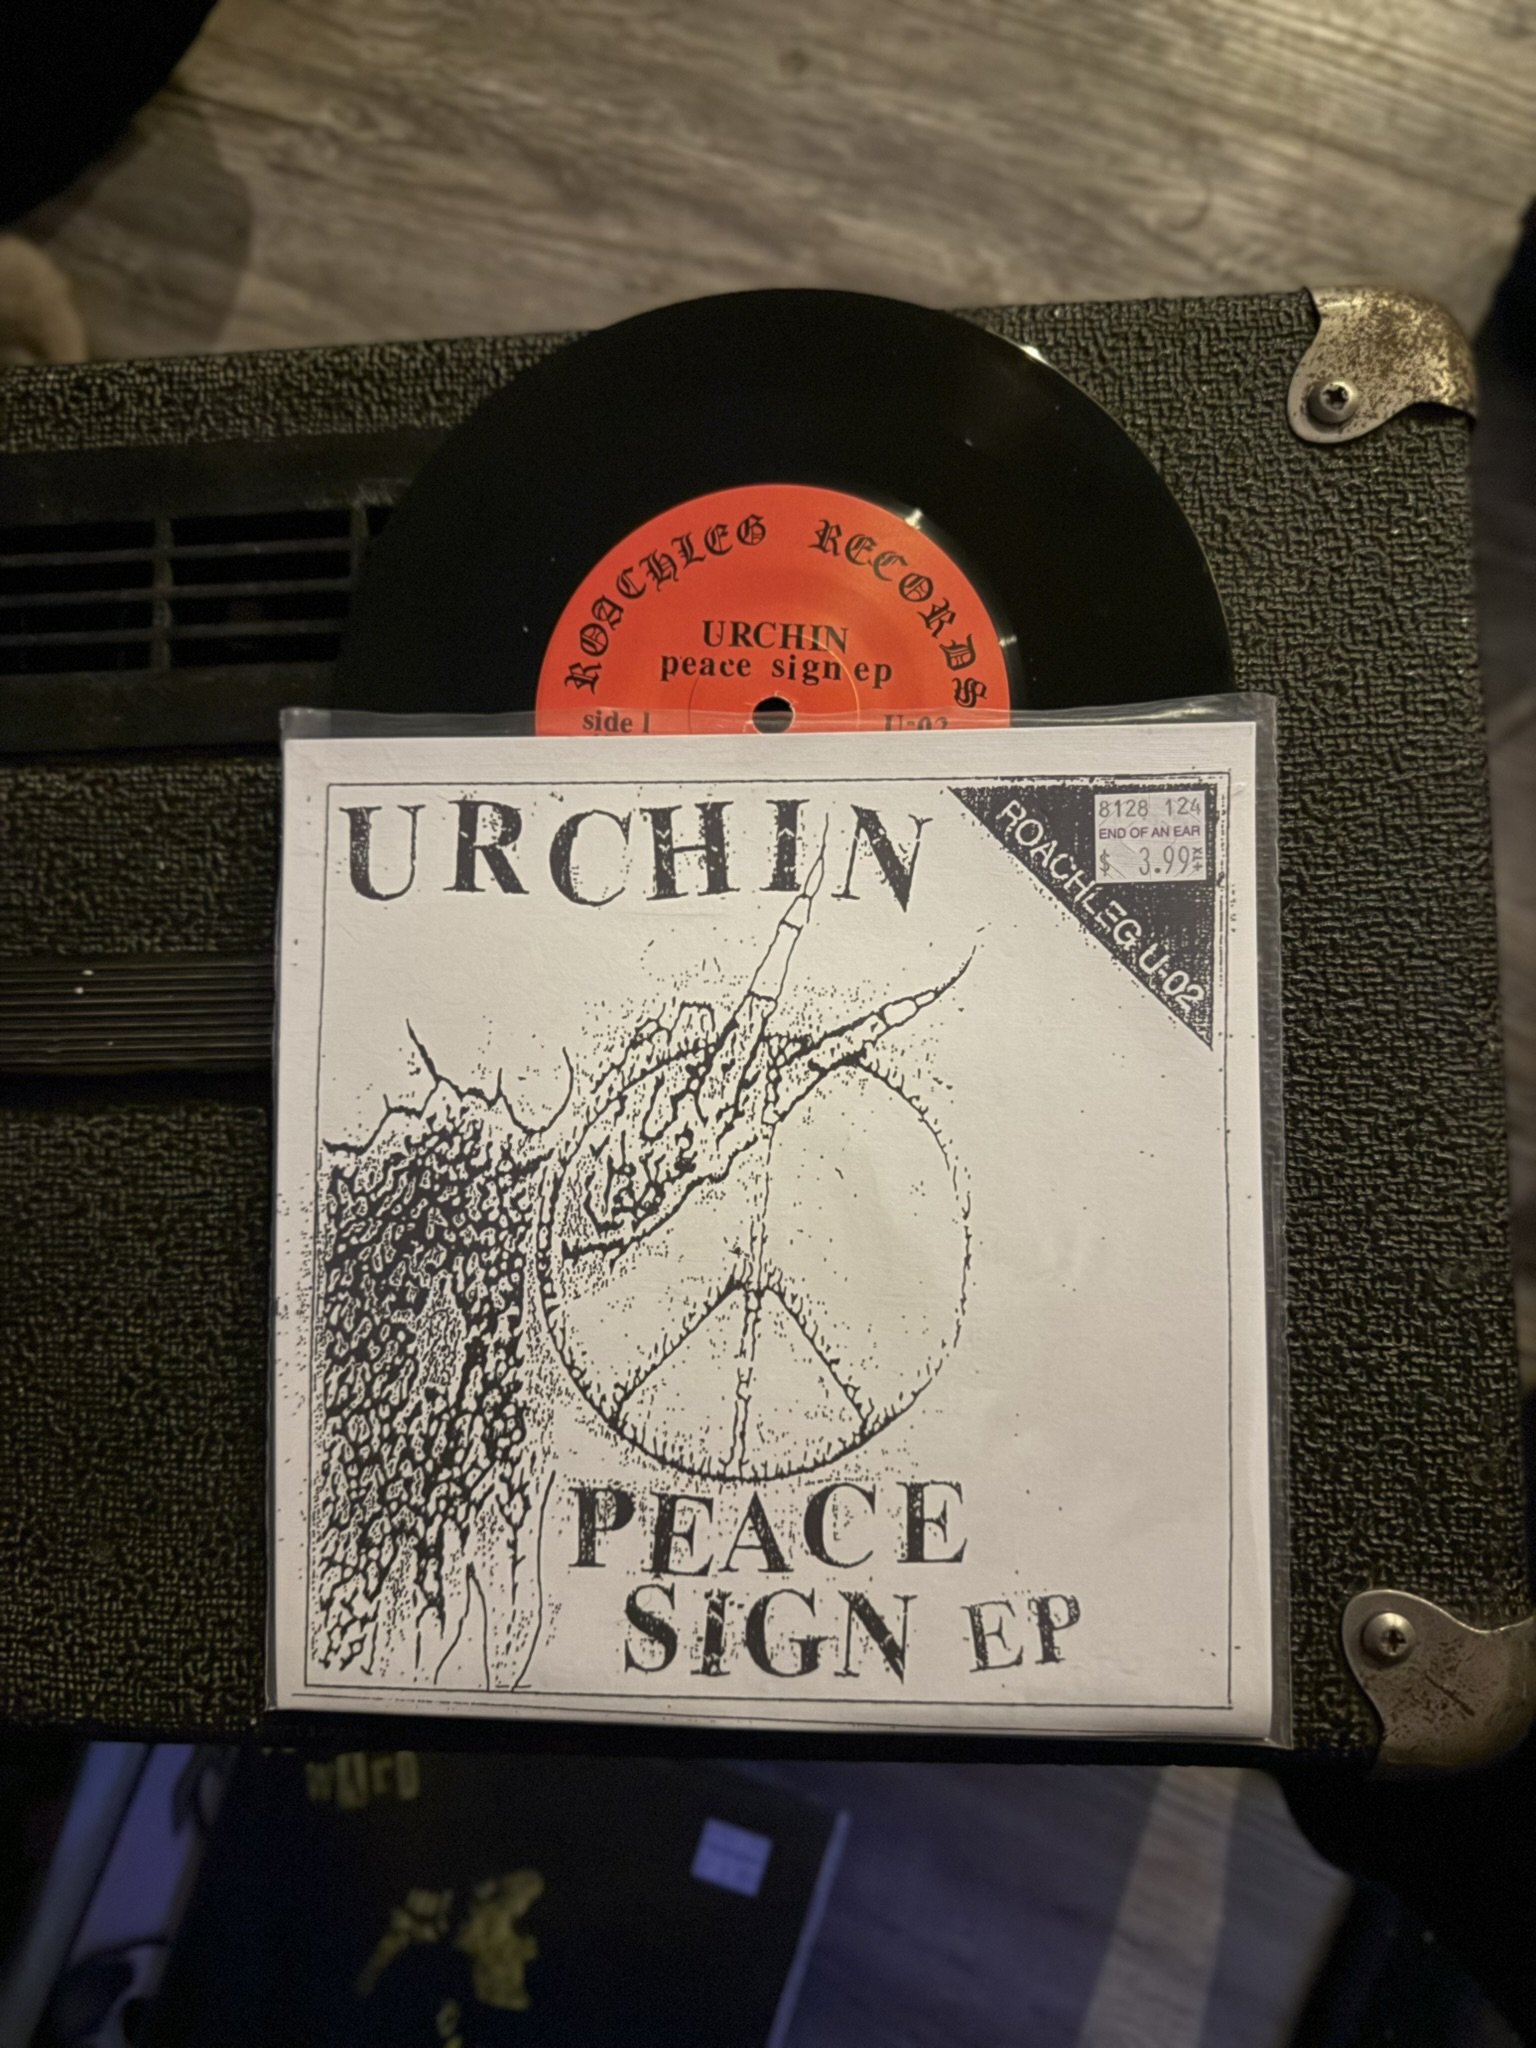 ROACHLEG RECORDS
URCHIN
peace sign ep
side 1 U-02
URCHIN
ROACHLEG U-02
8128 124
END OF AN EAR
$ 3.99
PEACE
SIGN EP